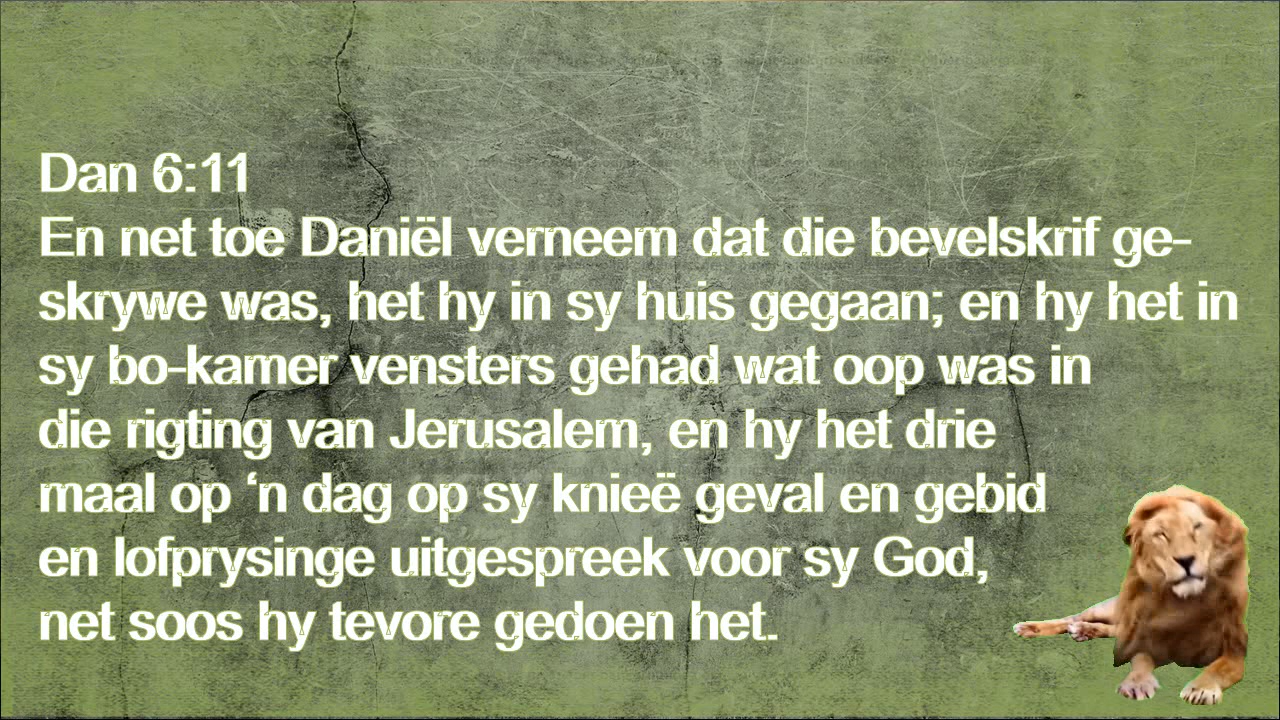 Dan 6:11
En net toe Daniël verneem dat die bevelskrif ge-
skrywe was, het hy in sy huis gegaan; en hy het in
sy bo-kamer vensters gehad wat oop was in
die rigting van Jerusalem, en hy het drie
maal op ‘n dag op sy knieë geval en gebid
en lofprysinge uitgespreek voor sy God,
net soos hy tevore gedoen het.